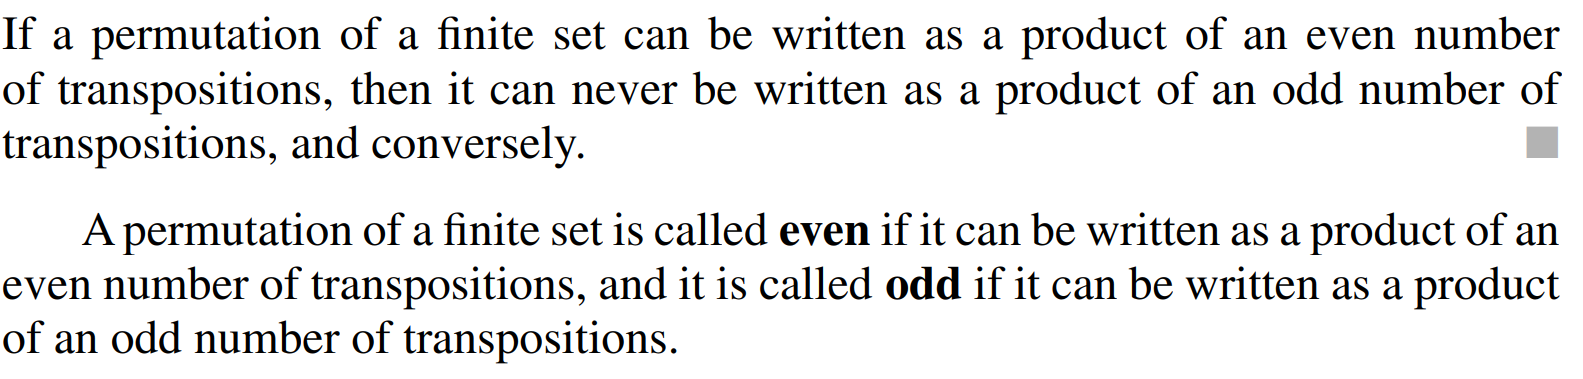 If a permutation of a finite set can be written as a product of an even number
of transpositions, then it can never be written as a product of an odd number of
transpositions, and conversely.
A permutation of a finite set is called even if it can be written as a product of an
even number of transpositions, and it is called odd if it can be written as a product
of an odd number of transpositions.